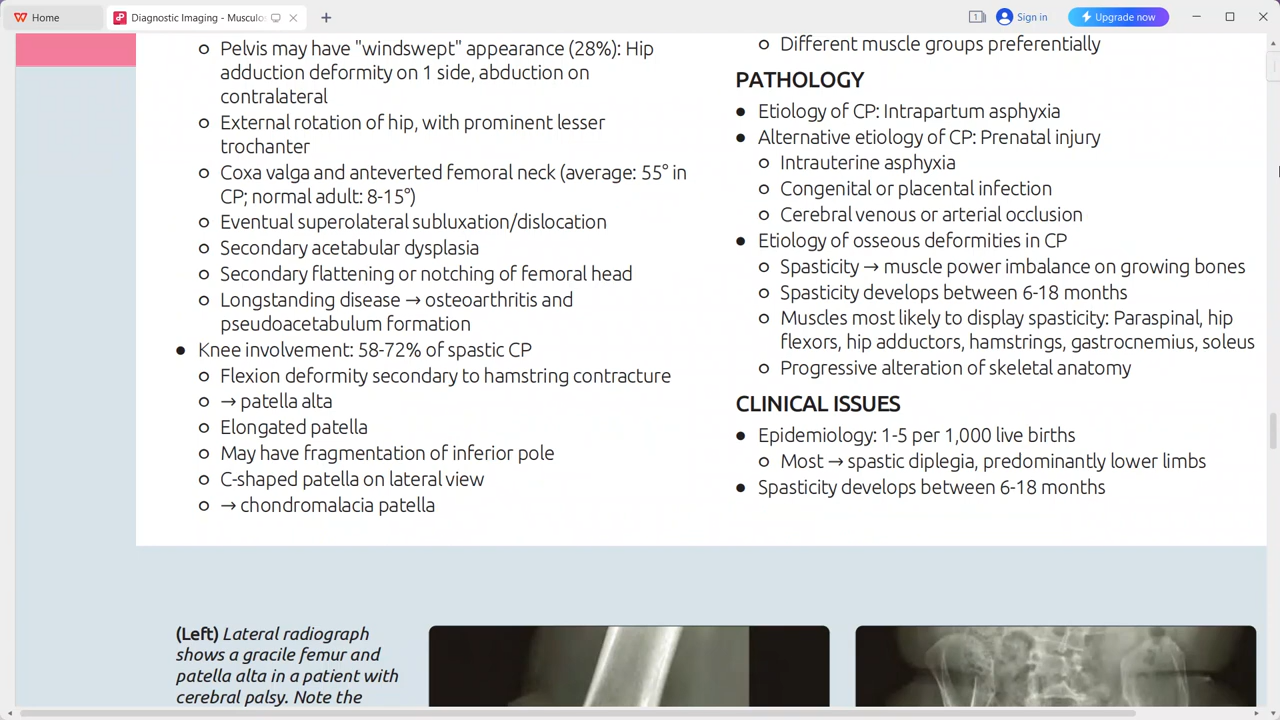 Home
Diagnostic Imaging - Musculos
Sign in
Upgrade now
o Pelvis may have "windswept" appearance (28%): Hip
adduction deformity on 1 side, abduction on
contralateral
o External rotation of hip, with prominent lesser
trochanter
o Coxa valga and anteverted femoral neck (average: 55° in
CP; normal adult: 8-15°)
o Eventual superolateral subluxation/dislocation
o Secondary acetabular dysplasia
o Secondary flattening or notching of femoral head
o Longstanding disease → osteoarthritis and
pseudoacetabulum formation
● Knee involvement: 58-72% of spastic CP
o Flexion deformity secondary to hamstring contracture
o → patella alta
o Elongated patella
o May have fragmentation of inferior pole
o C-shaped patella on lateral view
o → chondromalacia patella
o Different muscle groups preferentially
PATHOLOGY
● Etiology of CP: Intrapartum asphyxia
● Alternative etiology of CP: Prenatal injury
o Intrauterine asphyxia
o Congenital or placental infection
o Cerebral venous or arterial occlusion
● Etiology of osseous deformities in CP
o Spasticity → muscle power imbalance on growing bones
o Spasticity develops between 6-18 months
o Muscles most likely to display spasticity: Paraspinal, hip
flexors, hip adductors, hamstrings, gastrocnemius, soleus
o Progressive alteration of skeletal anatomy
CLINICAL ISSUES
● Epidemiology: 1-5 per 1,000 live births
o Most → spastic diplegia, predominantly lower limbs
● Spasticity develops between 6-18 months
(Left) Lateral radiograph
shows a gracile femur and
patella alta in a patient with
cerebral palsy. Note the